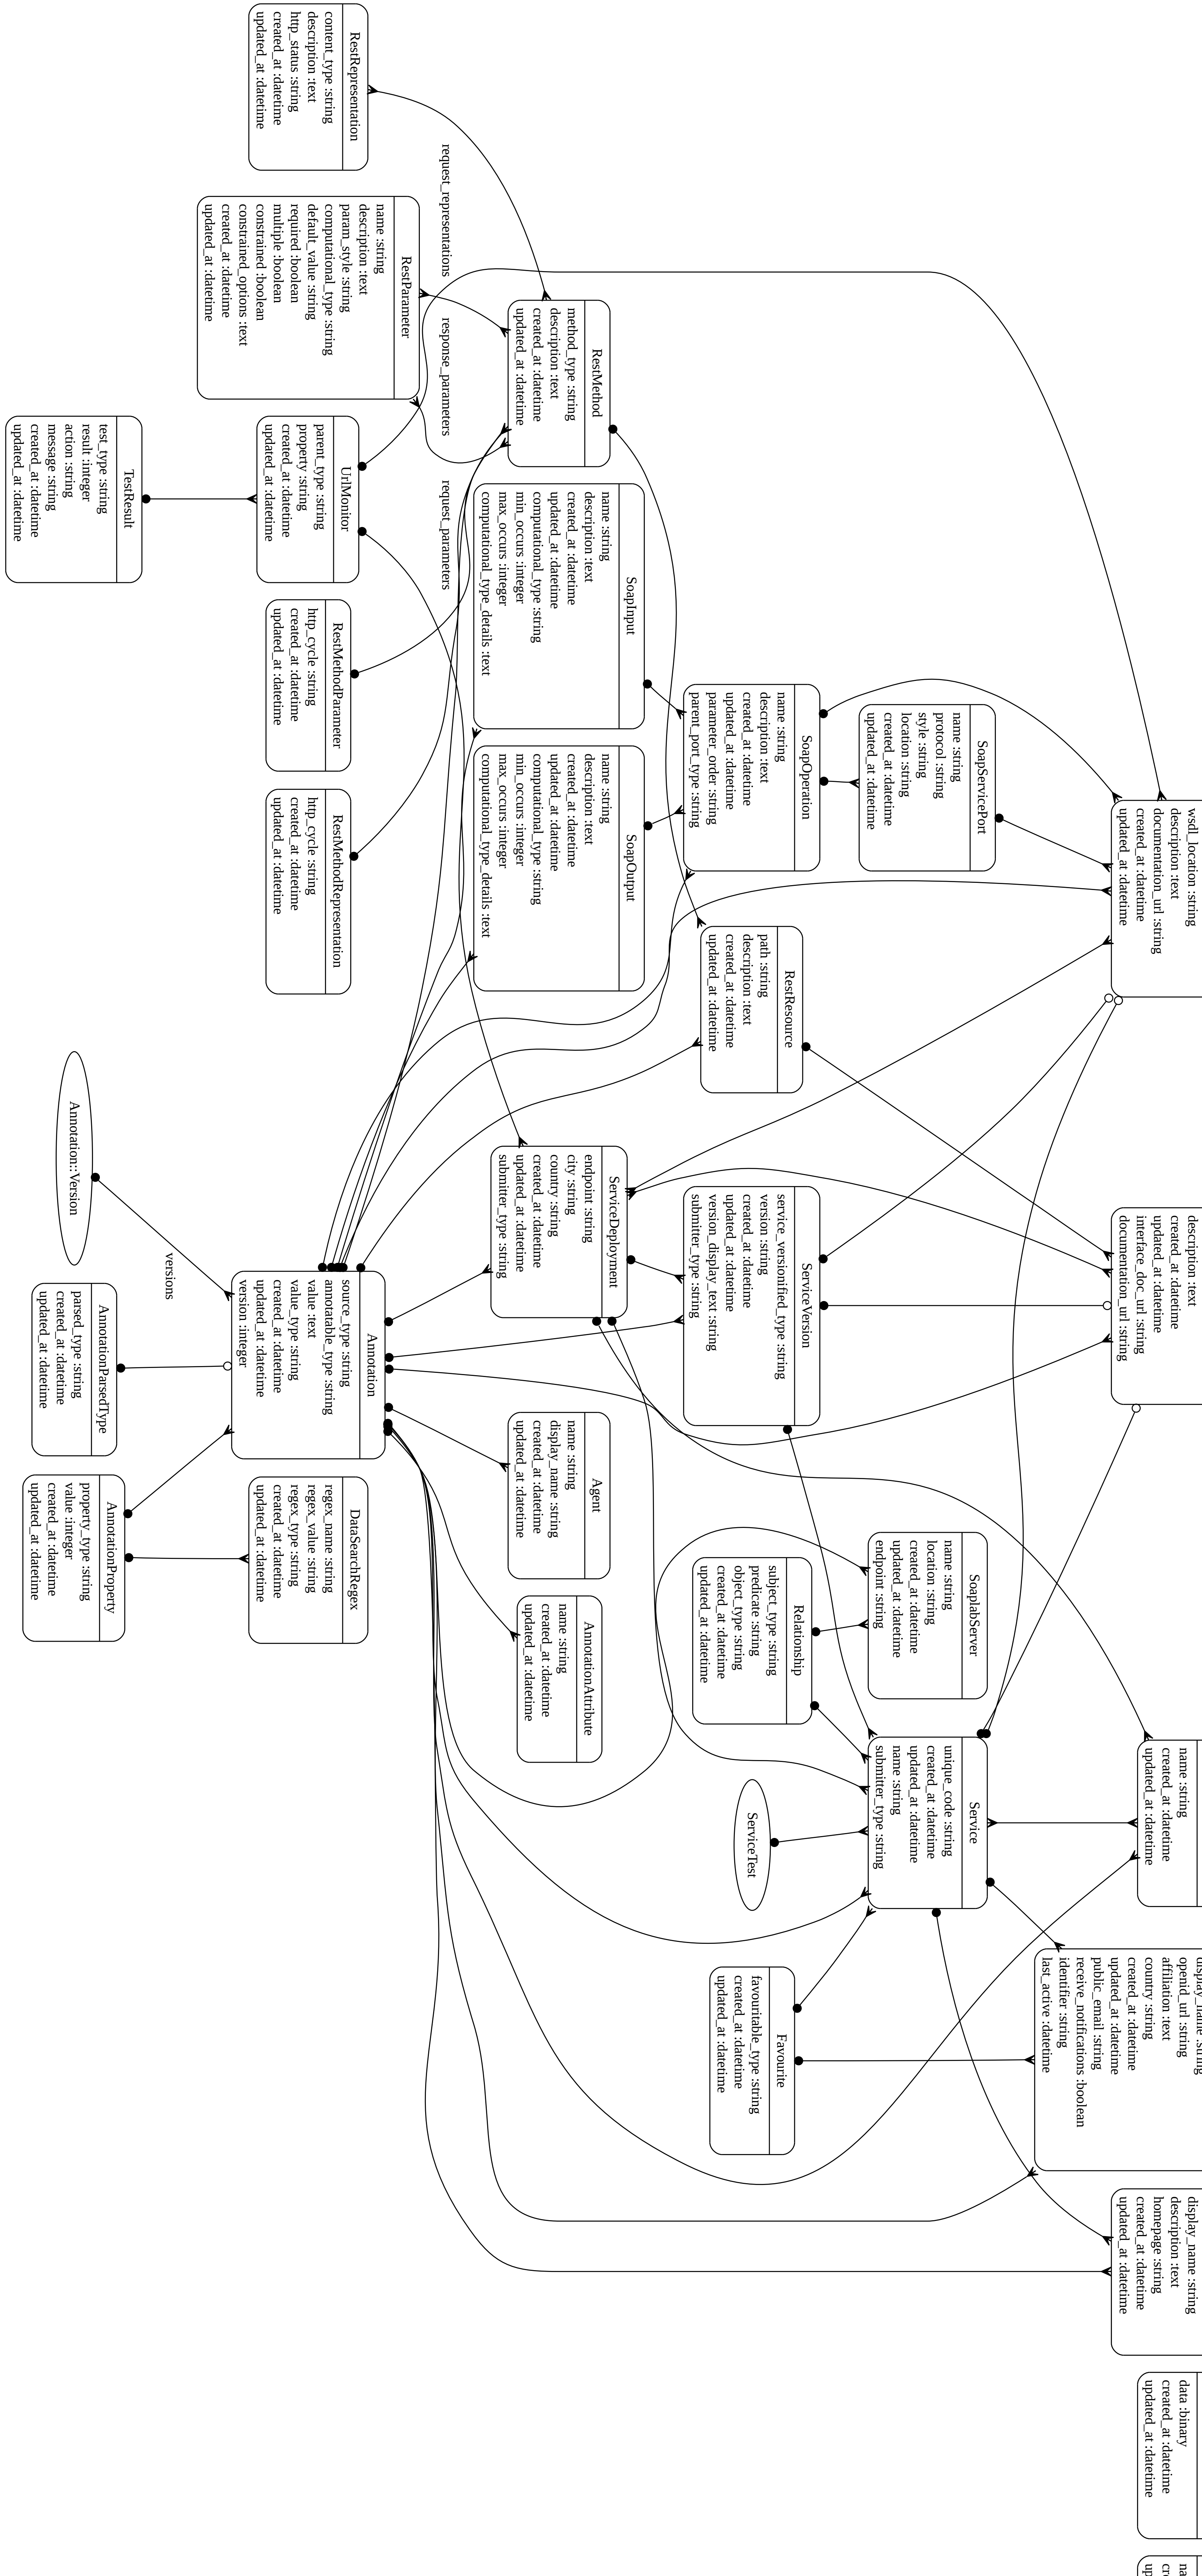 wsdl_location :string
description :text
documentation_url :string
created_at :datetime
updated_at :datetime
description :text
created_at :datetime
updated_at :datetime
interface_doc_url :string
documentation_url :string
name :string
created_at :datetime
updated_at :datetime
display_name :string
openid_url :string
affiliation :text
country :string
created_at :datetime
updated_at :datetime
public_email :string
receive_notifications :boolean
identifier :string
last_active :datetime
display_name :string
description :text
homepage :string
created_at :datetime
updated_at :datetime
data :binary
created_at :datetime
updated_at :datetime
SoapServicePort
name :string
protocol :string
style :string
location :string
created_at :datetime
updated_at :datetime
SoaplabServer
name :string
location :string
created_at :datetime
updated_at :datetime
endpoint :string
Service
unique_code :string
created_at :datetime
updated_at :datetime
name :string
submitter_type :string
SoapOperation
name :string
description :text
created_at :datetime
updated_at :datetime
parameter_order :string
parent_port_type :string
RestResource
path :string
description :text
created_at :datetime
updated_at :datetime
ServiceVersion
service_versionified_type :string
version :string
created_at :datetime
updated_at :datetime
version_display_text :string
submitter_type :string
Relationship
subject_type :string
predicate :string
object_type :string
created_at :datetime
updated_at :datetime
ServiceTest
Favourite
favouritable_type :string
created_at :datetime
updated_at :datetime
RestMethod
method_type :string
description :text
created_at :datetime
updated_at :datetime
SoapInput
name :string
description :text
created_at :datetime
updated_at :datetime
computational_type :string
min_occurs :integer
max_occurs :integer
computational_type_details :text
SoapOutput
name :string
description :text
created_at :datetime
updated_at :datetime
computational_type :string
min_occurs :integer
max_occurs :integer
computational_type_details :text
ServiceDeployment
endpoint :string
city :string
country :string
created_at :datetime
updated_at :datetime
submitter_type :string
Agent
name :string
display_name :string
created_at :datetime
updated_at :datetime
AnnotationAttribute
name :string
created_at :datetime
updated_at :datetime
request_representations
response_parameters
request_parameters
RestRepresentation
content_type :string
description :text
http_status :string
created_at :datetime
updated_at :datetime
RestParameter
name :string
description :text
param_style :string
computational_type :string
default_value :string
required :boolean
multiple :boolean
constrained :boolean
constrained_options :text
created_at :datetime
updated_at :datetime
UrlMonitor
parent_type :string
property :string
created_at :datetime
updated_at :datetime
RestMethodParameter
http_cycle :string
created_at :datetime
updated_at :datetime
RestMethodRepresentation
http_cycle :string
created_at :datetime
updated_at :datetime
Annotation
source_type :string
annotatable_type :string
value :text
value_type :string
created_at :datetime
updated_at :datetime
version :integer
DataSearchRegex
regex_name :string
regex_value :string
regex_type :string
created_at :datetime
updated_at :datetime
versions
TestResult
test_type :string
result :integer
action :string
message :string
created_at :datetime
updated_at :datetime
Annotation::Version
AnnotationParsedType
parsed_type :string
created_at :datetime
updated_at :datetime
AnnotationProperty
property_type :string
value :integer
created_at :datetime
updated_at :datetime